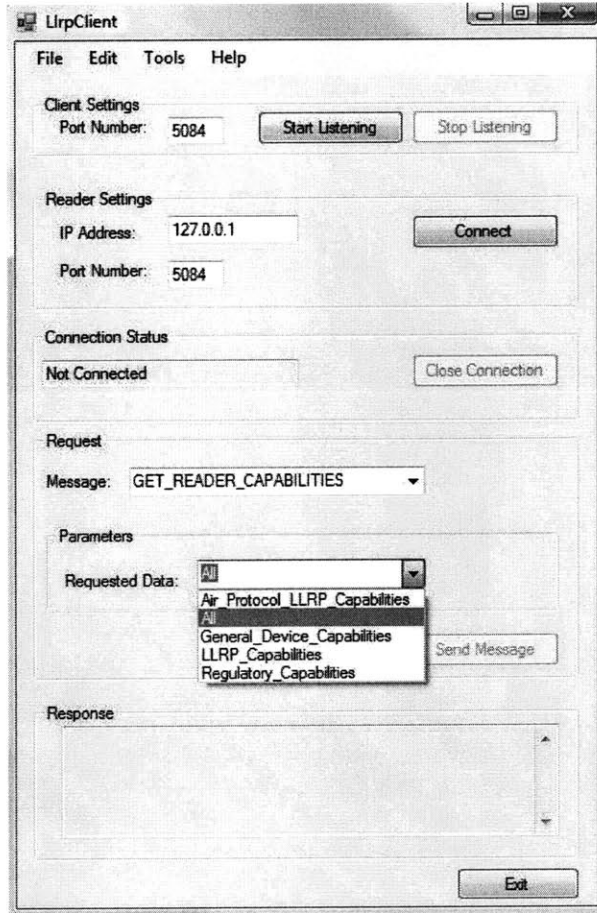 LlrpClient
File Edit Tools Help
Client Settings
Port Number: 5084 Start Listening Stop Listening
Reader Settings
IP Address: 127.0.0.1 Connect
Port Number: 5084
Connection Status
Not Connected Close Connection
Request
Message: GET_READER_CAPABILITIES
Parameters
Requested Data: All
Air_Protocol_LLRP_Capabilities
All
General_Device_Capabilities
LLRP_Capabilities Send Message
Regulatory_Capabilities
Response
Exit